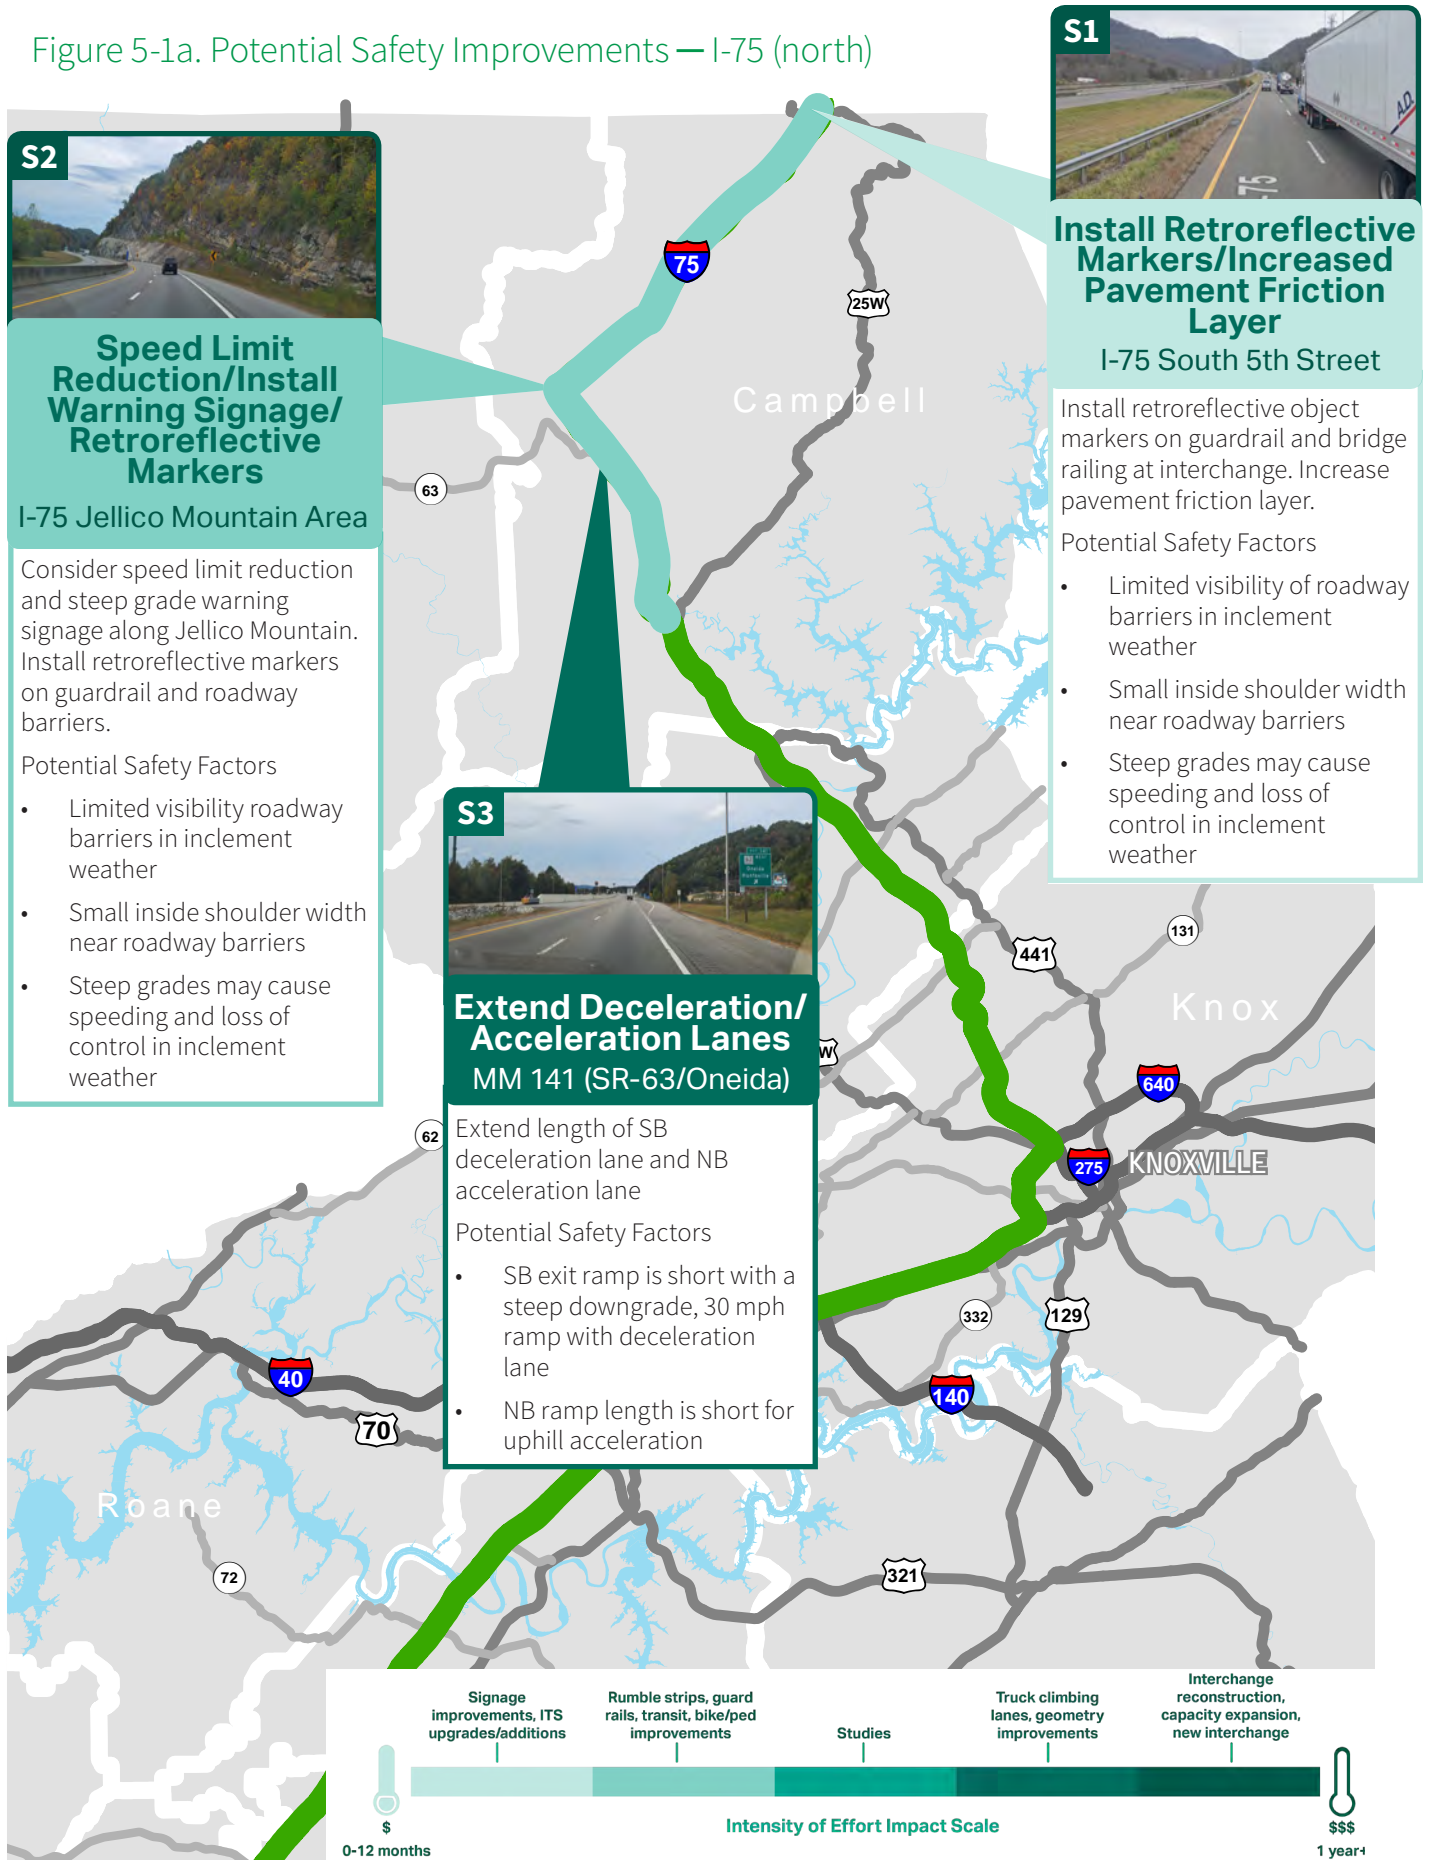 Figure 5-1a. Potential Safety Improvements — I-75 (north)
S1
Install Retroreflective
Markers/Increased
Pavement Friction
Layer
I-75 South 5th Street
Install retroreflective object
markers on guardrail and bridge
railing at interchange. Increase
pavement friction layer.
Potential Safety Factors
• Limited visibility of roadway
barriers in inclement
weather
• Small inside shoulder width
near roadway barriers
• Steep grades may cause
speeding and loss of
control in inclement
weather
S2
Speed Limit
Reduction/Install
Warning Signage/
Retroreflective
Markers
I-75 Jellico Mountain Area
Consider speed limit reduction
and steep grade warning
signage along Jellico Mountain.
Install retroreflective markers
on guardrail and roadway
barriers.
Potential Safety Factors
• Limited visibility roadway
barriers in inclement
weather
• Small inside shoulder width
near roadway barriers
• Steep grades may cause
speeding and loss of
control in inclement
weather
S3
Extend Deceleration/
Acceleration Lanes
MM 141 (SR-63/Oneida)
Extend length of SB
deceleration lane and NB
acceleration lane
Potential Safety Factors
• SB exit ramp is short with a
steep downgrade, 30 mph
ramp with deceleration
lane
• NB ramp length is short for
uphill acceleration
75
A.D.
75
25W
Campbell
63
131
441
Knox
W
640
62
275
KNOXVILLE
332
129
40
140
70
Roane
72
321
Signage
improvements, ITS
upgrades/additions
Rumble strips, guard
rails, transit, bike/ped
improvements
Studies
Truck climbing
lanes, geometry
improvements
Interchange
reconstruction,
capacity expansion,
new interchange
Intensity of Effort Impact Scale
$
0-12 months
$$$
1 year+